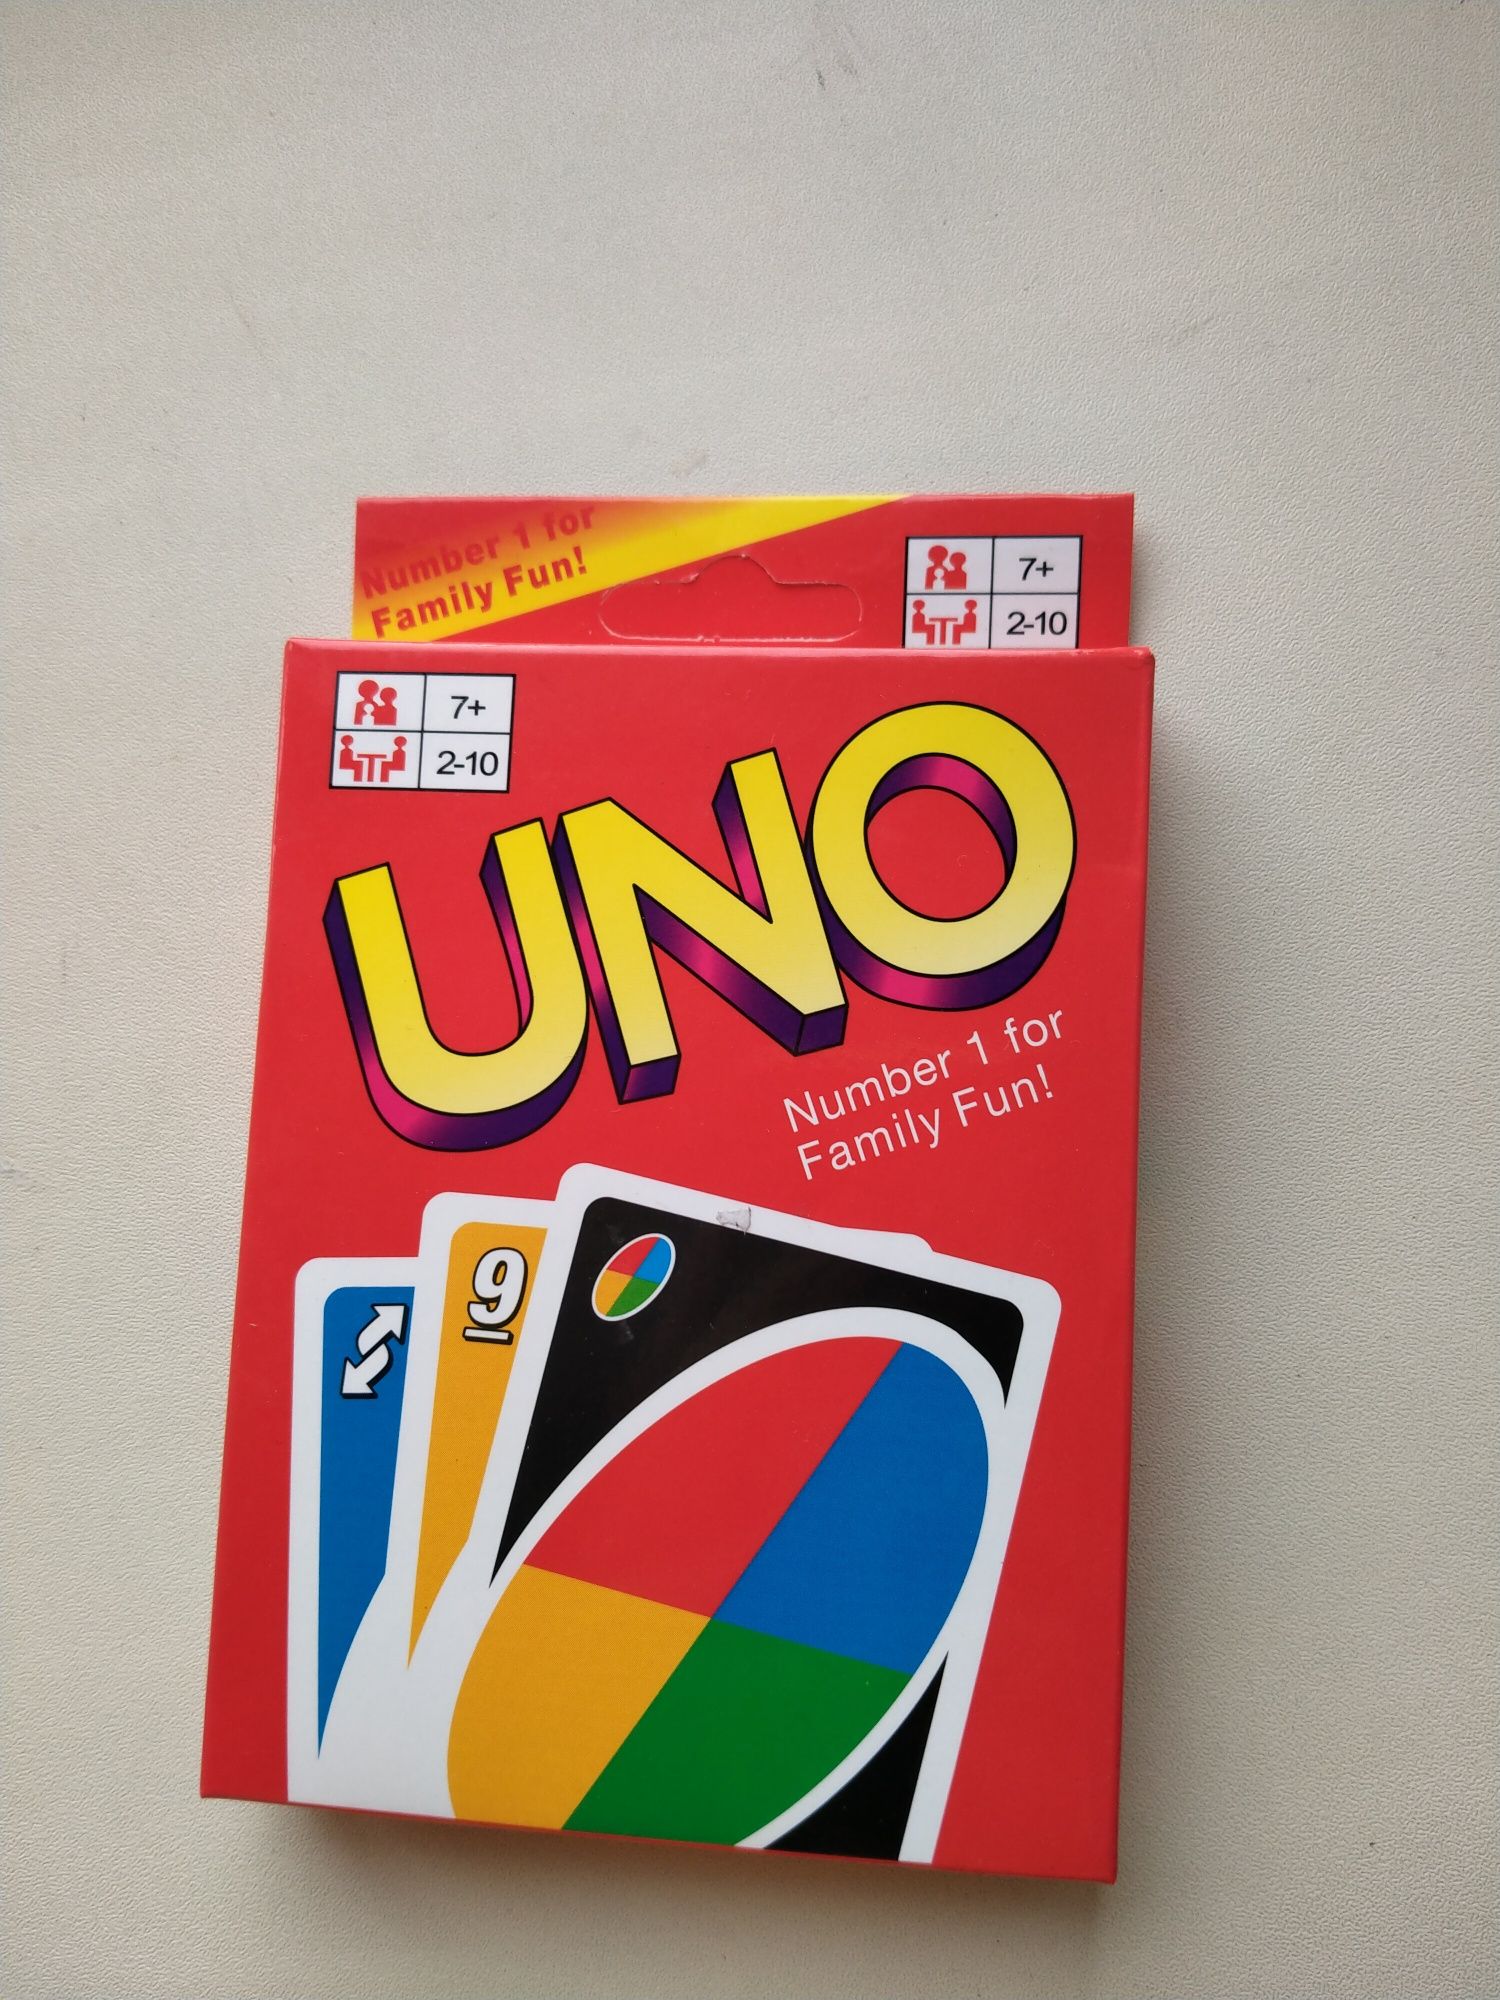 Number 1 for
Family Fun!
7+
2-10
7+
2-10
UNO
Number 1 for
Family Fun!
9